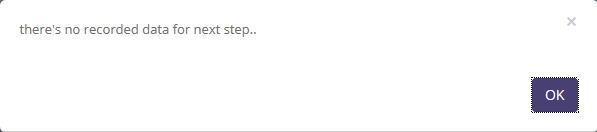 there's no recorded data for next step..
×
OK